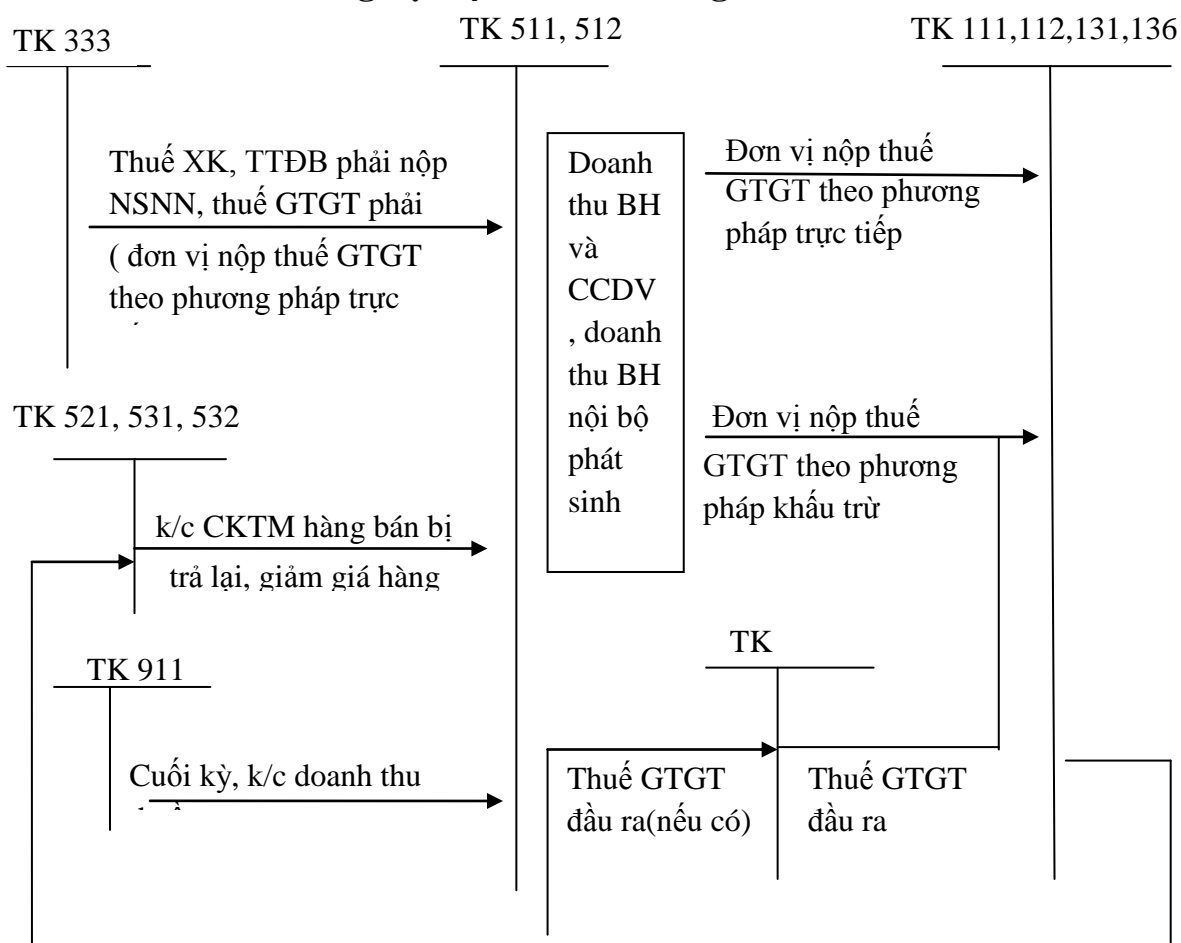 TK 333
TK 511, 512
TK 111,112,131,136
Thuế XK, TTĐB phải nộp
NSNN, thuế GTGT phải
( đơn vị nộp thuế GTGT
theo phương pháp trực
Doanh
thu BH
và
CCDV
, doanh
thu BH
nội bộ
phát
sinh
Đơn vị nộp thuế
GTGT theo phương
pháp trực tiếp
Đơn vị nộp thuế
GTGT theo phương
pháp khấu trừ
TK 521, 531, 532
k/c CKTM hàng bán bị
trả lại, giảm giá hàng
TK 911
Cuối kỳ, k/c doanh thu
TK
Thuế GTGT
đầu ra(nếu có)
Thuế GTGT
đầu ra